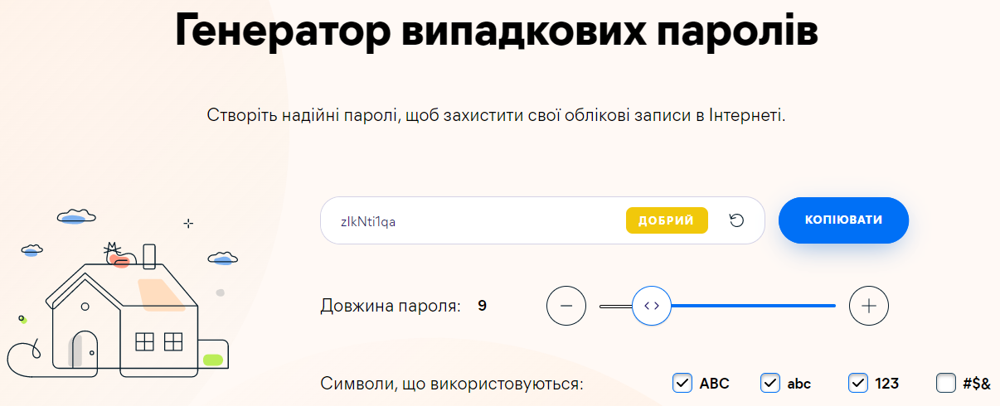 Генератор випадкових паролів
Створіть надійні паролі, щоб захистити свої облікові записи в Інтернеті.
zlkNti1qa ДОБРИЙ КОПІЮВАТИ
Довжина пароля: 9
Символи, що використовуються: ABC abc 123 #$&